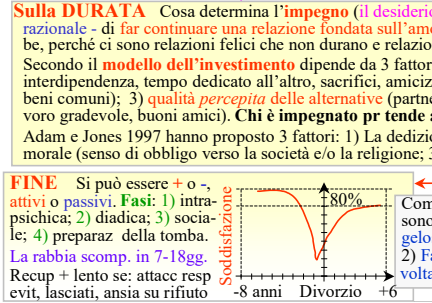 Sulla DURATA Cosa determina l'impegno (il desiderio
razionale - di far continuare una relazione fondata sull'am
be, perché ci sono relazioni felici che non durano e relazio
Secondo il modello dell'investimento dipende da 3 fattor
interdipendenza, tempo dedicato all'altro, sacrifici, amiciz
beni comuni); 3) qualità percepita delle alternative (partn
voro gradevole, buoni amici). Chi è impegnato pr tende a
Adam e Jones 1997 hanno proposto 3 fattori: 1) La dedizio
morale (senso di obbligo verso la società e/o la religione; 3
FINE Si può essere + o -,
attivi o passivi. Fasi: 1) intra-
psichica; 2) diadica; 3) socia-
le; 4) preparaz della tomba.
La rabbia scomp. in 7-18gg.
Recup + lento se: attacc resp
evit, lasciati, ansia su rifiuto
Soddisfazione
80%
-8 anni Divorzio +6
Com
sono
gelo
2) Fa
volta